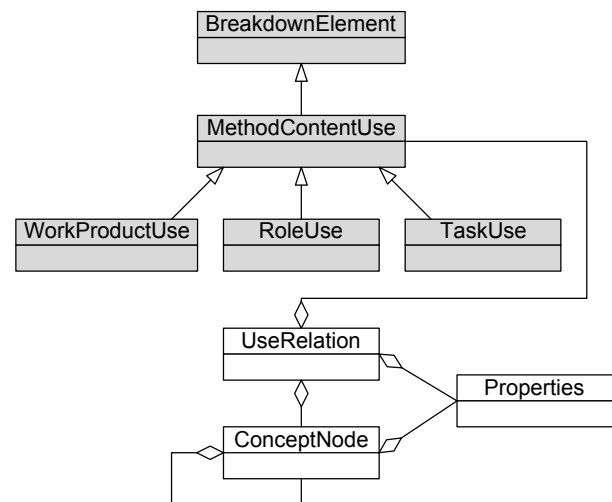 BreakdownElement
MethodContentUse
WorkProductUse
RoleUse
TaskUse
UseRelation
Properties
ConceptNode